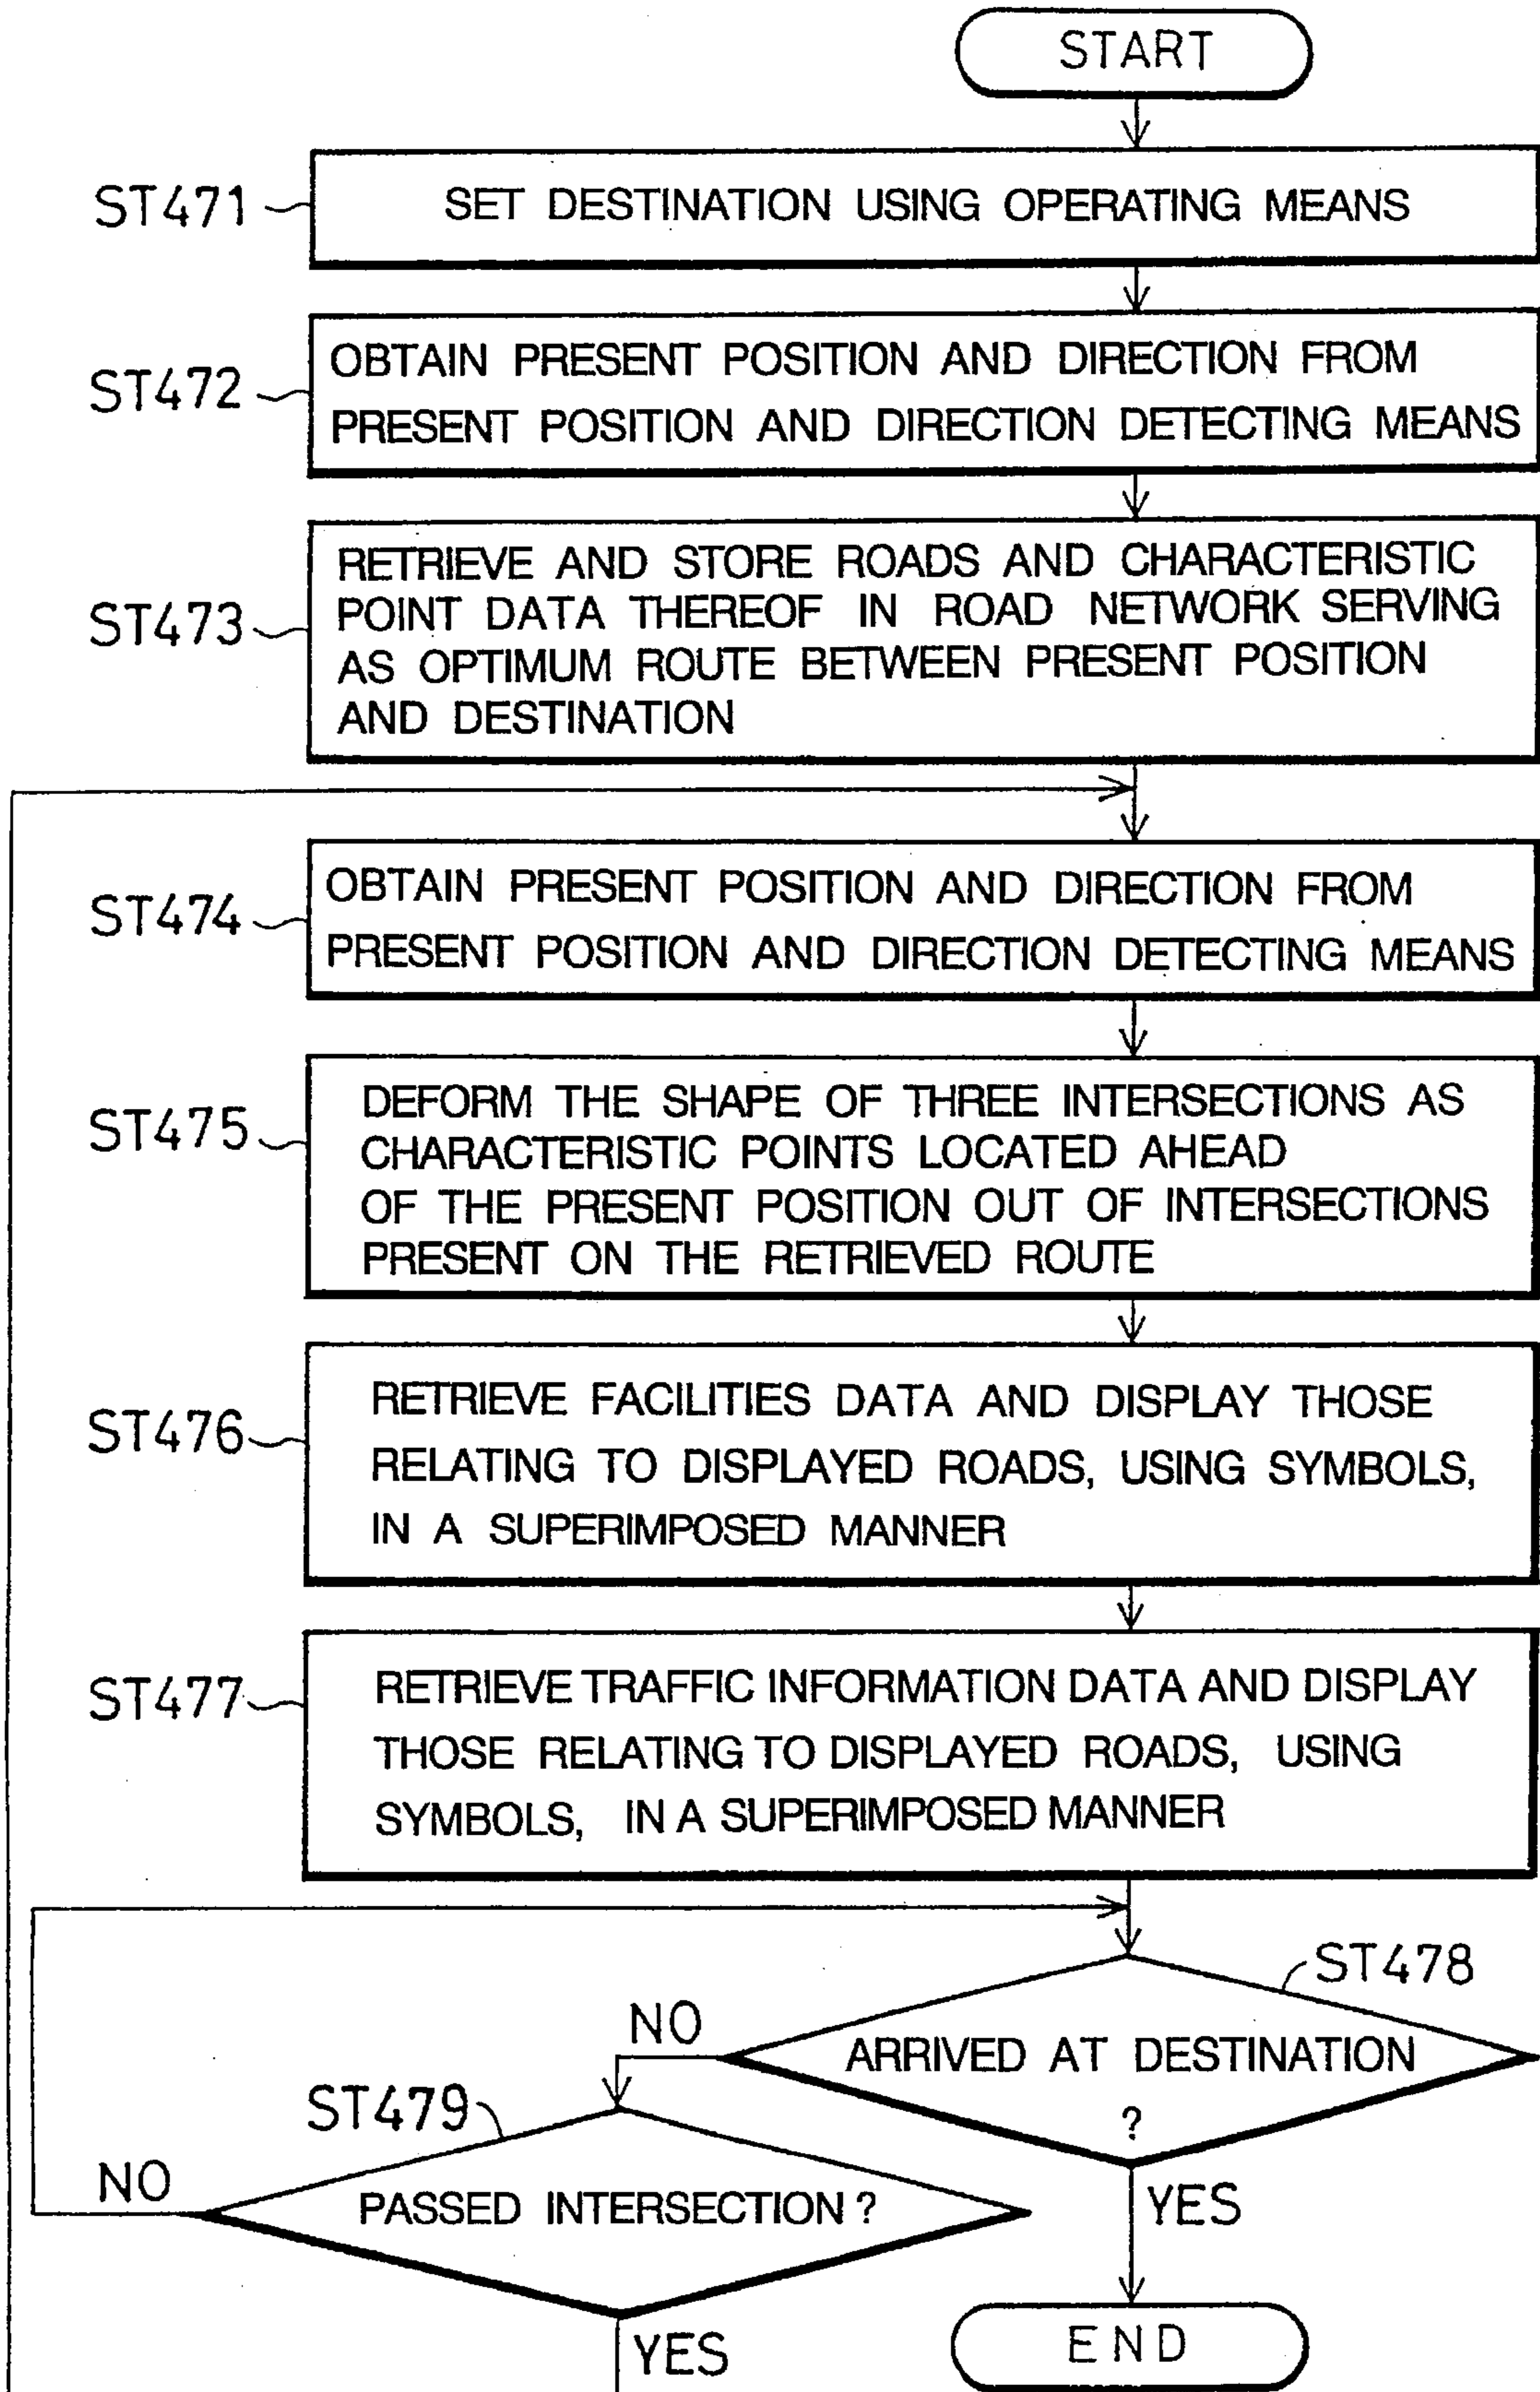 START
ST471
SET DESTINATION USING OPERATING MEANS
ST472
OBTAIN PRESENT POSITION AND DIRECTION FROM
PRESENT POSITION AND DIRECTION DETECTING MEANS
ST473
RETRIEVE AND STORE ROADS AND CHARACTERISTIC
POINT DATA THEREOF IN ROAD NETWORK SERVING
AS OPTIMUM ROUTE BETWEEN PRESENT POSITION
AND DESTINATION
ST474
OBTAIN PRESENT POSITION AND DIRECTION FROM
PRESENT POSITION AND DIRECTION DETECTING MEANS
ST475
DEFORM THE SHAPE OF THREE INTERSECTIONS AS
CHARACTERISTIC POINTS LOCATED AHEAD
OF THE PRESENT POSITION OUT OF INTERSECTIONS
PRESENT ON THE RETRIEVED ROUTE
ST476
RETRIEVE FACILITIES DATA AND DISPLAY THOSE
RELATING TO DISPLAYED ROADS, USING SYMBOLS,
IN A SUPERIMPOSED MANNER
ST477
RETRIEVE TRAFFIC INFORMATION DATA AND DISPLAY
THOSE RELATING TO DISPLAYED ROADS, USING
SYMBOLS, IN A SUPERIMPOSED MANNER
ST478
NO
ARRIVED AT DESTINATION
?
ST479
NO
PASSED INTERSECTION ?
YES
YES
END